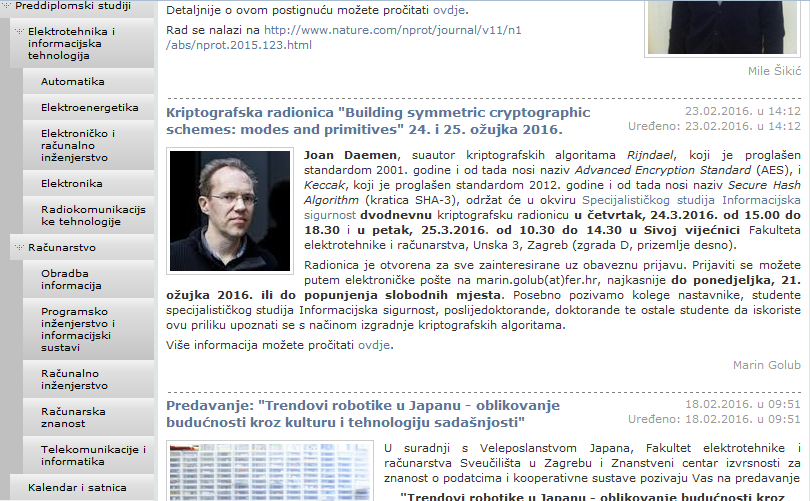 Preddiplomski studiji
Elektrotehnika i
informacijska
tehnologija
Automatika
Elektroenergetika
Elektroničko i
računalno
inženjerstvo
Elektronika
Radiokomunikacijs
ke tehnologije
Računarstvo
Obradba
informacija
Programsko
inženjerstvo i
informacijski
sustavi
Računalno
inženjerstvo
Računarska
znanost
Telekomunikacije i
informatika
Kalendar i satnica
Detaljnije o ovom postignuću možete pročitati ovdje.
Rad se nalazi na http://www.nature.com/nprot/journal/v11/n1
/abs/nprot.2015.123.html
Mile Šikić
Kriptografska radionica "Building symmetric cryptographic
schemes: modes and primitives" 24. i 25. ožujka 2016.
23.02.2016. u 14:12
Uređeno: 23.02.2016. u 14:12
Joan Daemen, suautor kriptografskih algoritama Rijndael, koji je proglašen
standardom 2001. godine i od tada nosi naziv Advanced Encryption Standard (AES), i
Keccak, koji je proglašen standardom 2012. godine i od tada nosi naziv Secure Hash
Algorithm (kratica SHA-3), održat će u okviru Specijalističkog studija Informacijska
sigurnost dvodnevnu kriptografsku radionicu u četvrtak, 24.3.2016. od 15.00 do
18.30 i u petak, 25.3.2016. od 10.30 do 14.30 u Sivoj vijećnici Fakulteta
elektrotehnike i računarstva, Unska 3, Zagreb (zgrada D, prizemlje desno).
Radionica je otvorena za sve zainteresirane uz obaveznu prijavu. Prijaviti se možete
putem elektroničke pošte na marin.golub(at)fer.hr, najkasnije do ponedjeljka, 21.
ožujka 2016. ili do popunjenja slobodnih mjesta. Posebno pozivamo kolege nastavnike, studente
specijalističkog studija Informacijska sigurnost, poslijedoktorande, doktorande te ostale studente da iskoriste
ovu priliku upoznati se s načinom izgradnje kriptografskih algoritama.
Više informacija možete pročitati ovdje.
Marin Golub
Predavanje: "Trendovi robotike u Japanu - oblikovanje
budućnosti kroz kulturu i tehnologiju sadašnjosti"
18.02.2016. u 09:51
Uređeno: 18.02.2016. u 09:51
U suradnji s Veleposlanstvom Japana, Fakultet elektrotehnike i
računarstva Sveučilišta u Zagrebu i Znanstveni centar izvrsnosti za
znanost o podatcima i kooperativne sustave pozivaju Vas na predavanje
"Trendovi robotike u Japanu - oblikovanje budućnosti kroz